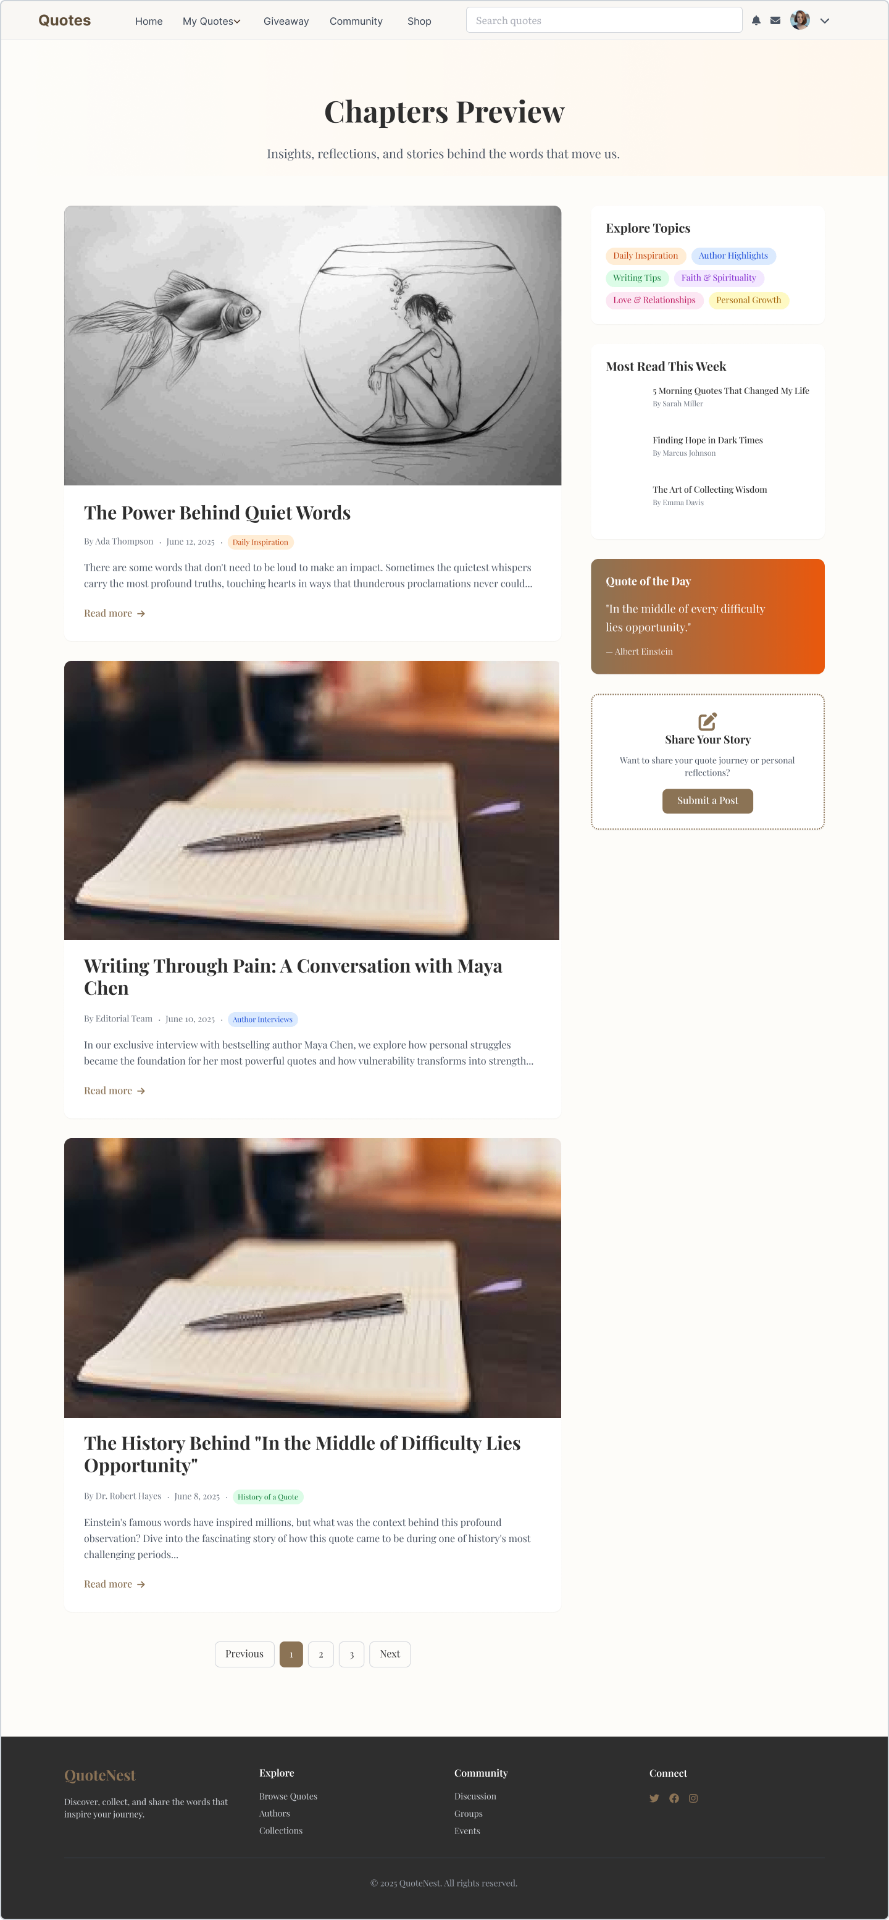 Quotes
Home
My Quotes
Giveaway
Community
Shop
Search quotes
Chapters Preview
Insights, reflections, and stories behind the words that move us.
The Power Behind Quiet Words
By Ada Thompson · June 12, 2025 · Daily Inspiration
There are some words that don't need to be loud to make an impact. Sometimes the quietest whispers
carry the most profound truths, touching hearts in ways that thunderous proclamations never could...
Read more →
Writing Through Pain: A Conversation with Maya
Chen
By Editorial Team · June 10, 2025 · Author Interviews
In our exclusive interview with bestselling author Maya Chen, we explore how personal struggles
became the foundation for her most powerful quotes and how vulnerability transforms into strength...
Read more →
The History Behind "In the Middle of Difficulty Lies
Opportunity"
By Dr. Robert Hayes · June 8, 2025 · History of a Quote
Einstein's famous words have inspired millions, but what was the context behind this profound
observation? Dive into the fascinating story of how this quote came to be during one of history's most
challenging periods...
Read more →
Previous
1
2
3
Next
Explore Topics
Daily Inspiration
Author Highlights
Writing Tips
Faith & Spirituality
Love & Relationships
Personal Growth
Most Read This Week
5 Morning Quotes That Changed My Life
By Sarah Miller
Finding Hope in Dark Times
By Marcus Johnson
The Art of Collecting Wisdom
By Emma Davis
Quote of the Day
"In the middle of every difficulty
lies opportunity."
— Albert Einstein
Share Your Story
Want to share your quote journey or personal
reflections?
Submit a Post
QuoteNest
Discover, collect, and share the words that
inspire your journey.
Explore
Browse Quotes
Authors
Collections
Community
Discussion
Groups
Events
Connect
© 2025 QuoteNest. All rights reserved.